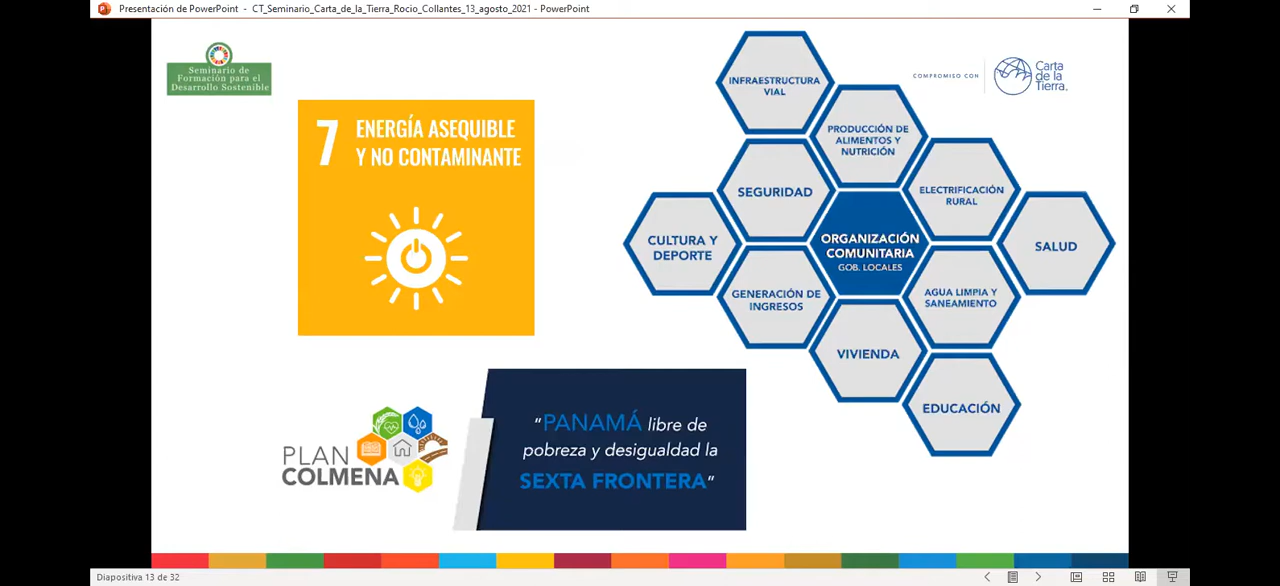 Presentación de PowerPoint - CT_Seminario_Carta_de_la_Tierra_Rocio_Collantes_13_agosto_2021 - PowerPoint
Seminario de
Formación para el
Desarrollo Sostenible
COMPROMISO CON
Carta
de la
Tierra.
7 ENERGÍA ASEQUIBLE
Y NO CONTAMINANTE
INFRAESTRUCTURA
VIAL
PRODUCCIÓN DE
ALIMENTOS Y
NUTRICIÓN
SEGURIDAD
ELECTRIFICACIÓN
RURAL
CULTURA Y
DEPORTE
ORGANIZACIÓN
COMUNITARIA
GOB. LOCALES
SALUD
GENERACIÓN DE
INGRESOS
AGUA LIMPIA Y
SANEAMIENTO
VIVIENDA
EDUCACIÓN
PLAN
COLMENA
“PANAMÁ libre de
pobreza y desigualdad la
SEXTA FRONTERA”
Diapositiva 13 de 32